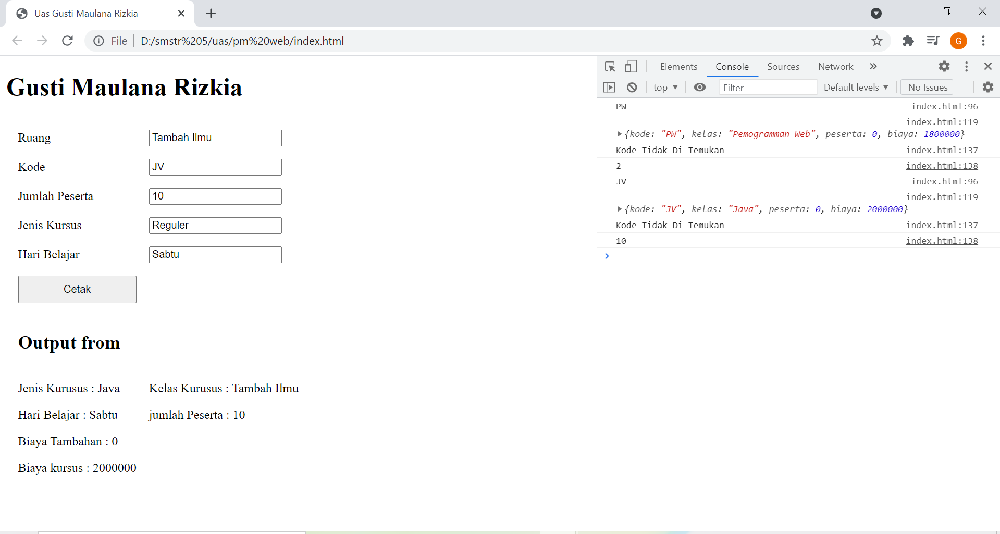 Uas Gusti Maulana Rizkia
File D:/smstr%205/uas/pm%20web/index.html
G
Gusti Maulana Rizkia
Ruang Tambah Ilmu
Kode JV
Jumlah Peserta 10
Jenis Kursus Reguler
Hari Belajar Sabtu
Cetak
Output from
Jenis Kurusus : Java Kelas Kurusus : Tambah Ilmu
Hari Belajar : Sabtu jumlah Peserta : 10
Biaya Tambahan : 0
Biaya kursus : 2000000
Elements Console Sources Network
top Filter Default levels No Issues
PW index.html:96
index.html:119
{kode: "PW", kelas: "Pemogramman Web", peserta: 0, biaya: 1800000}
Kode Tidak Di Temukan index.html:137
2 index.html:138
JV index.html:96
index.html:119
{kode: "JV", kelas: "Java", peserta: 0, biaya: 2000000}
Kode Tidak Di Temukan index.html:137
10 index.html:138